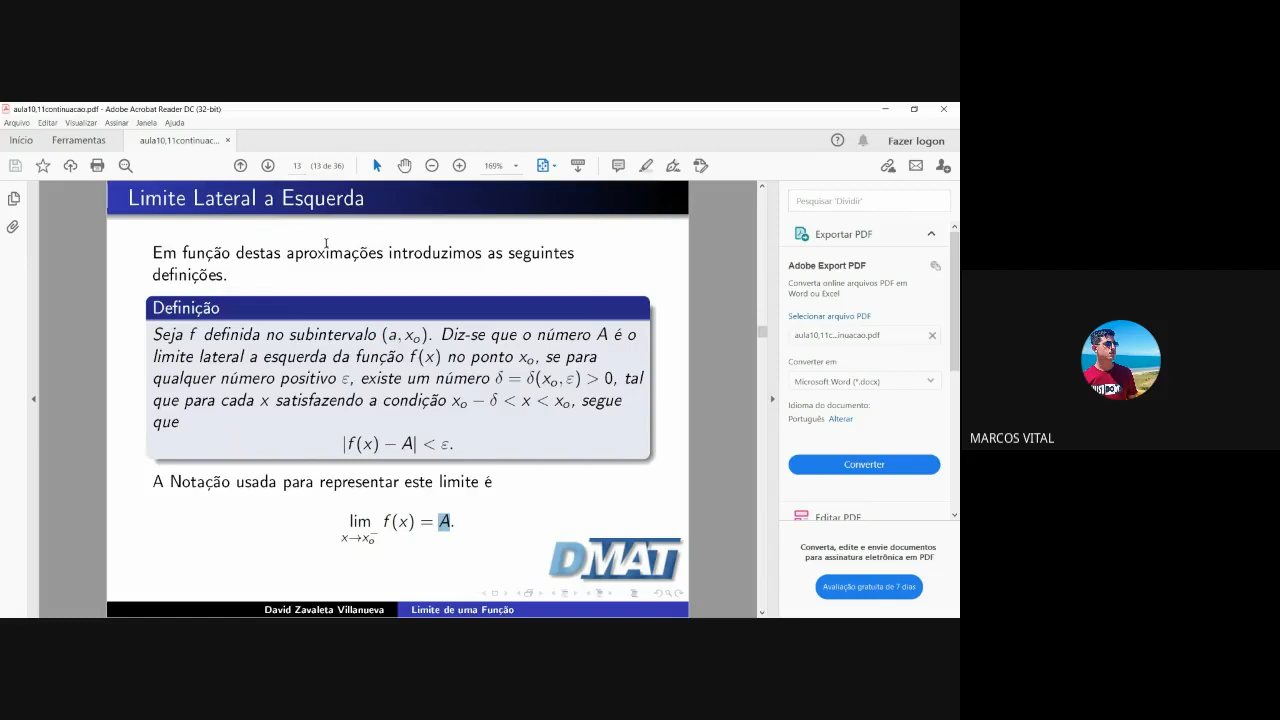 aula10,11continuacao.pdf - Adobe Acrobat Reader DC (32-bit)
Arquivo Editar Visualizar Assinar Janela Ajuda
Início Ferramentas aula10,11continuac... × Fazer logon
13 (13 de 36) 169%
Limite Lateral a Esquerda
Em função destas aproximações introduzimos as seguintes
definições.
Definição
Seja f definida no subintervalo (a, x₀). Diz-se que o número A é o
limite lateral a esquerda da função f(x) no ponto x₀, se para
qualquer número positivo ε, existe um número δ = δ(x₀, ε) > 0, tal
que para cada x satisfazendo a condição x₀ − δ < x < x₀, segue
que
|f(x) − A| < ε.
A Notação usada para representar este limite é
lim f(x) = A.
x→x₀⁻
DMAT
David Zavaleta Villanueva Limite de uma Função
Pesquisar 'Dividir'
Exportar PDF
Adobe Export PDF
Converta online arquivos PDF em
Word ou Excel
Selecionar arquivo PDF
aula10,11c...inuacao.pdf
Converter em
Microsoft Word (*.docx)
Idioma do documento:
Português Alterar
Converter
Editar PDF
Converta, edite e envie documentos
para assinatura eletrônica em PDF
Avaliação gratuita de 7 dias
MARCOS VITAL